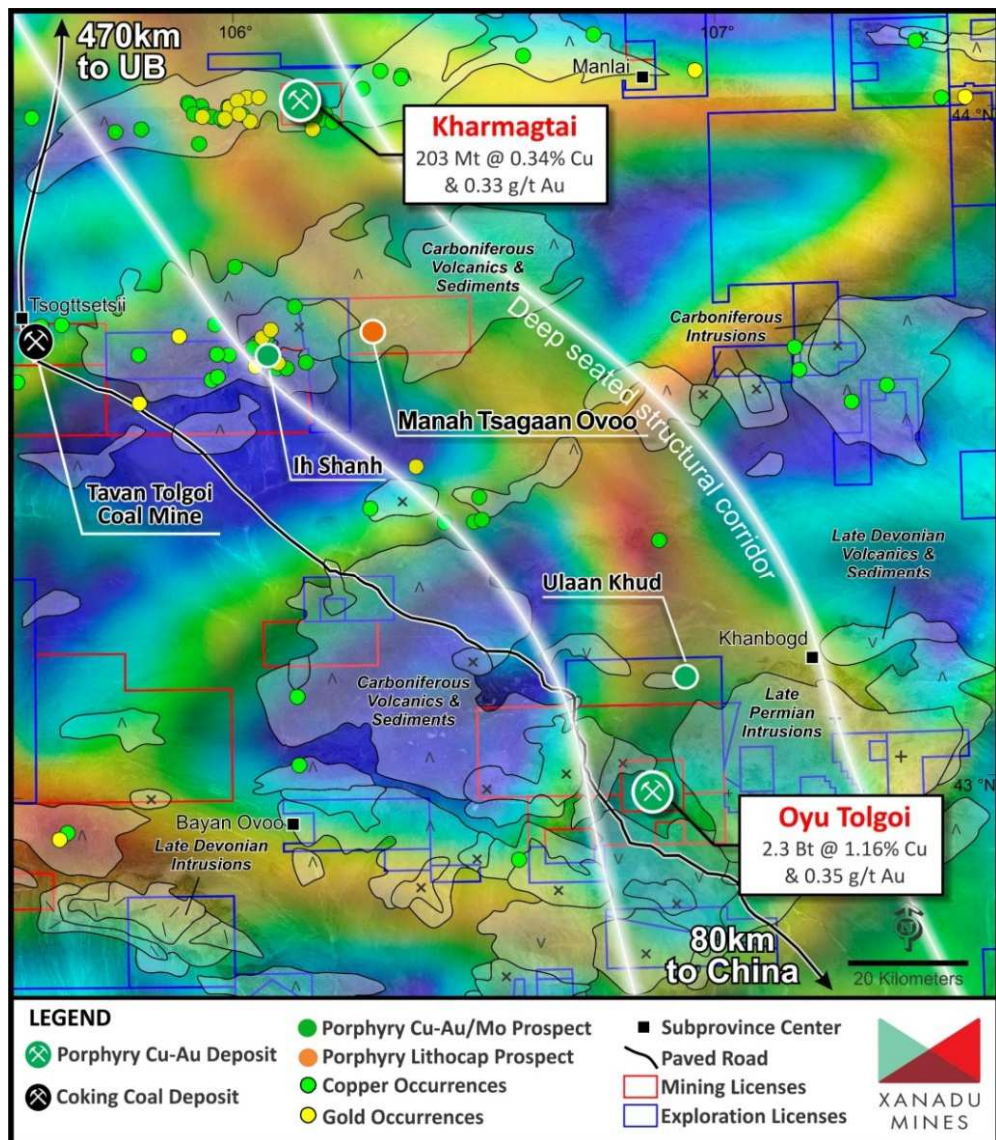 470km
to UB
106°
107°
Manlai
44 °N
Kharmagtai
203 Mt @ 0.34% Cu
& 0.33 g/t Au
Carboniferous
Volcanics &
Sediments
Tsogttsetsii
Deep seated structural corridor
Carboniferous
Intrusions
Manah Tsagaan Ovoo
Ih Shanh
Tavan Tolgoi
Coal Mine
Late Devonian
Volcanics &
Sediments
Ulaan Khud
Khanbogd
Carboniferous
Volcanics &
Sediments
Late
Permian
Intrusions
43 °N
Bayan Ovoo
Late Devonian
Intrusions
Oyu Tolgoi
2.3 Bt @ 1.16% Cu
& 0.35 g/t Au
80km
to China
N
20 Kilometers
LEGEND
Porphyry Cu-Au Deposit
Coking Coal Deposit
Porphyry Cu-Au/Mo Prospect
Porphyry Lithocap Prospect
Copper Occurrences
Gold Occurrences
Subprovince Center
Paved Road
Mining Licenses
Exploration Licenses
XANADU
MINES